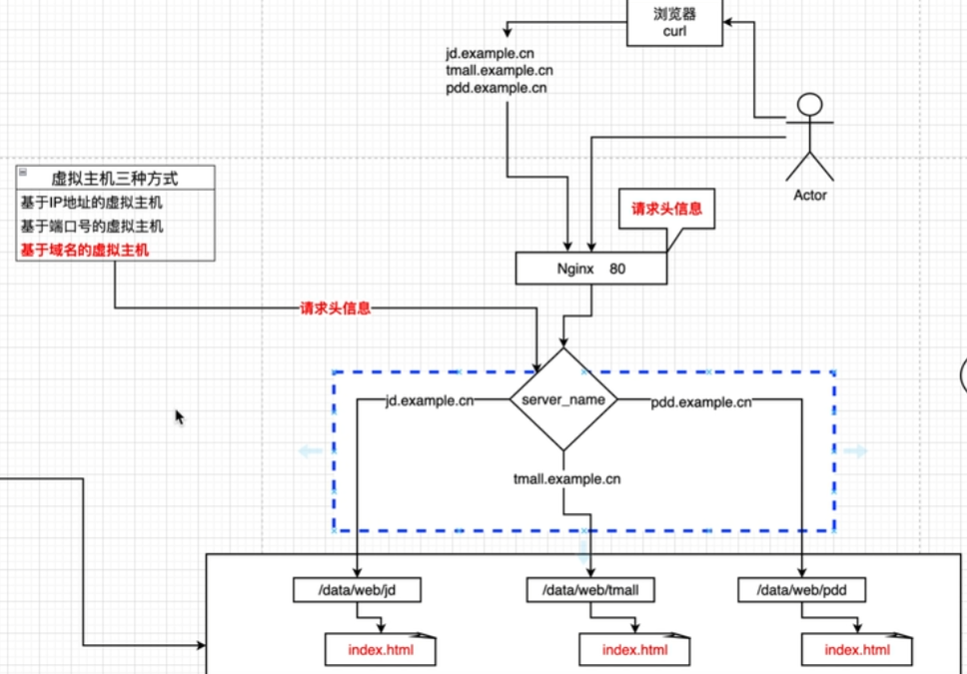 浏览器
curl
jd.example.cn
tmall.example.cn
pdd.example.cn
Actor
虚拟主机三种方式
基于IP地址的虚拟主机
基于端口号的虚拟主机
基于域名的虚拟主机
请求头信息
Nginx 80
请求头信息
server_name
jd.example.cn
pdd.example.cn
tmall.example.cn
/data/web/jd
/data/web/tmall
/data/web/pdd
index.html
index.html
index.html